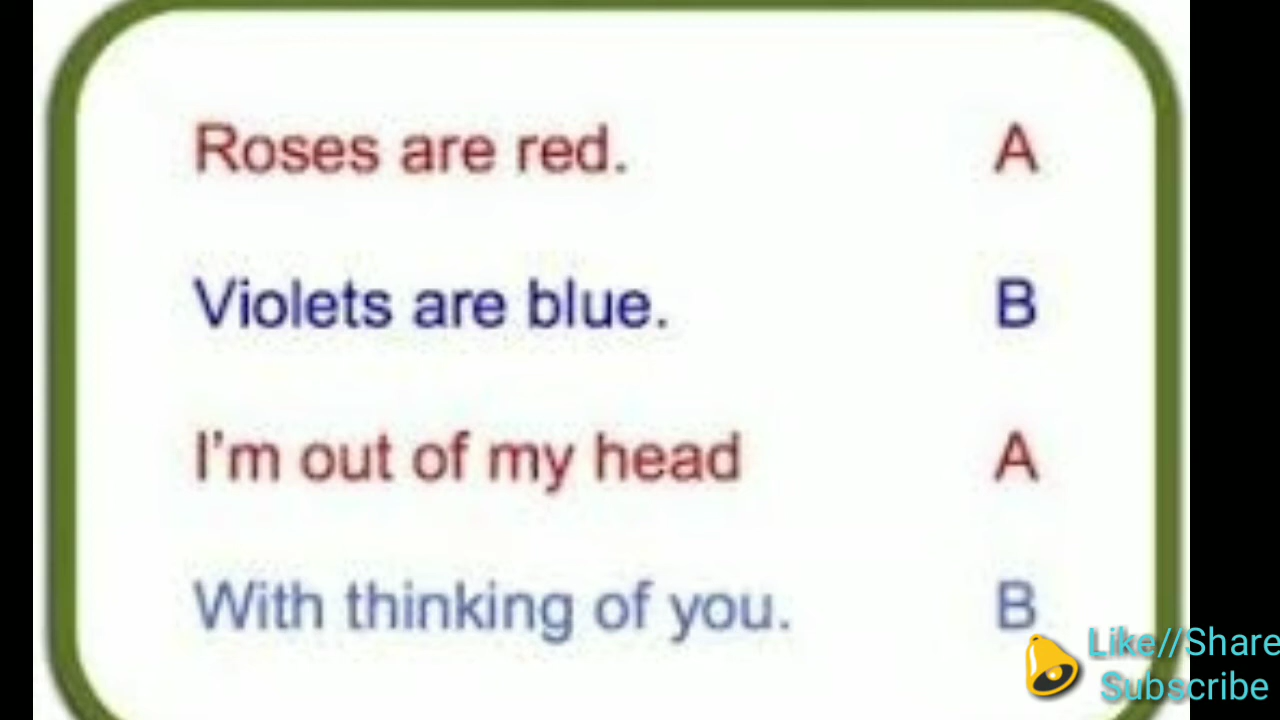 Roses are red. A
Violets are blue. B
I'm out of my head A
With thinking of you. B
Like//Share
Subscribe